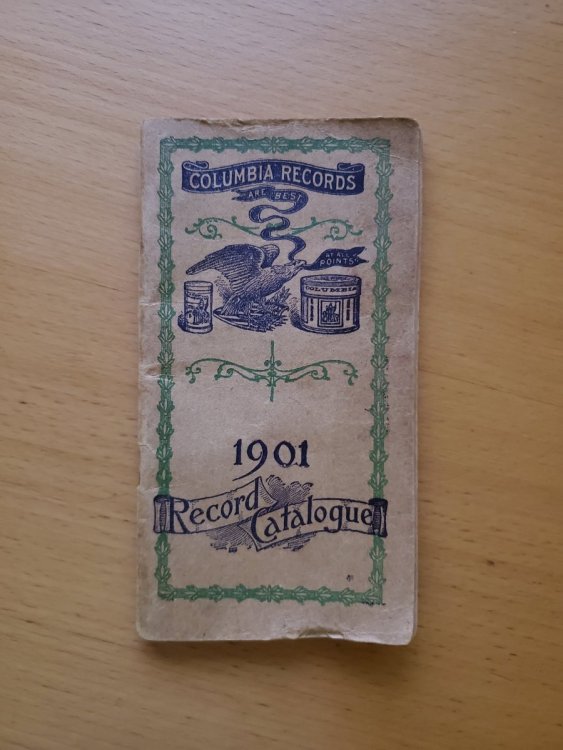 COLUMBIA RECORDS
ARE BEST
AT ALL
POINTS
COLUMBIA
1901
Record
Catalogue